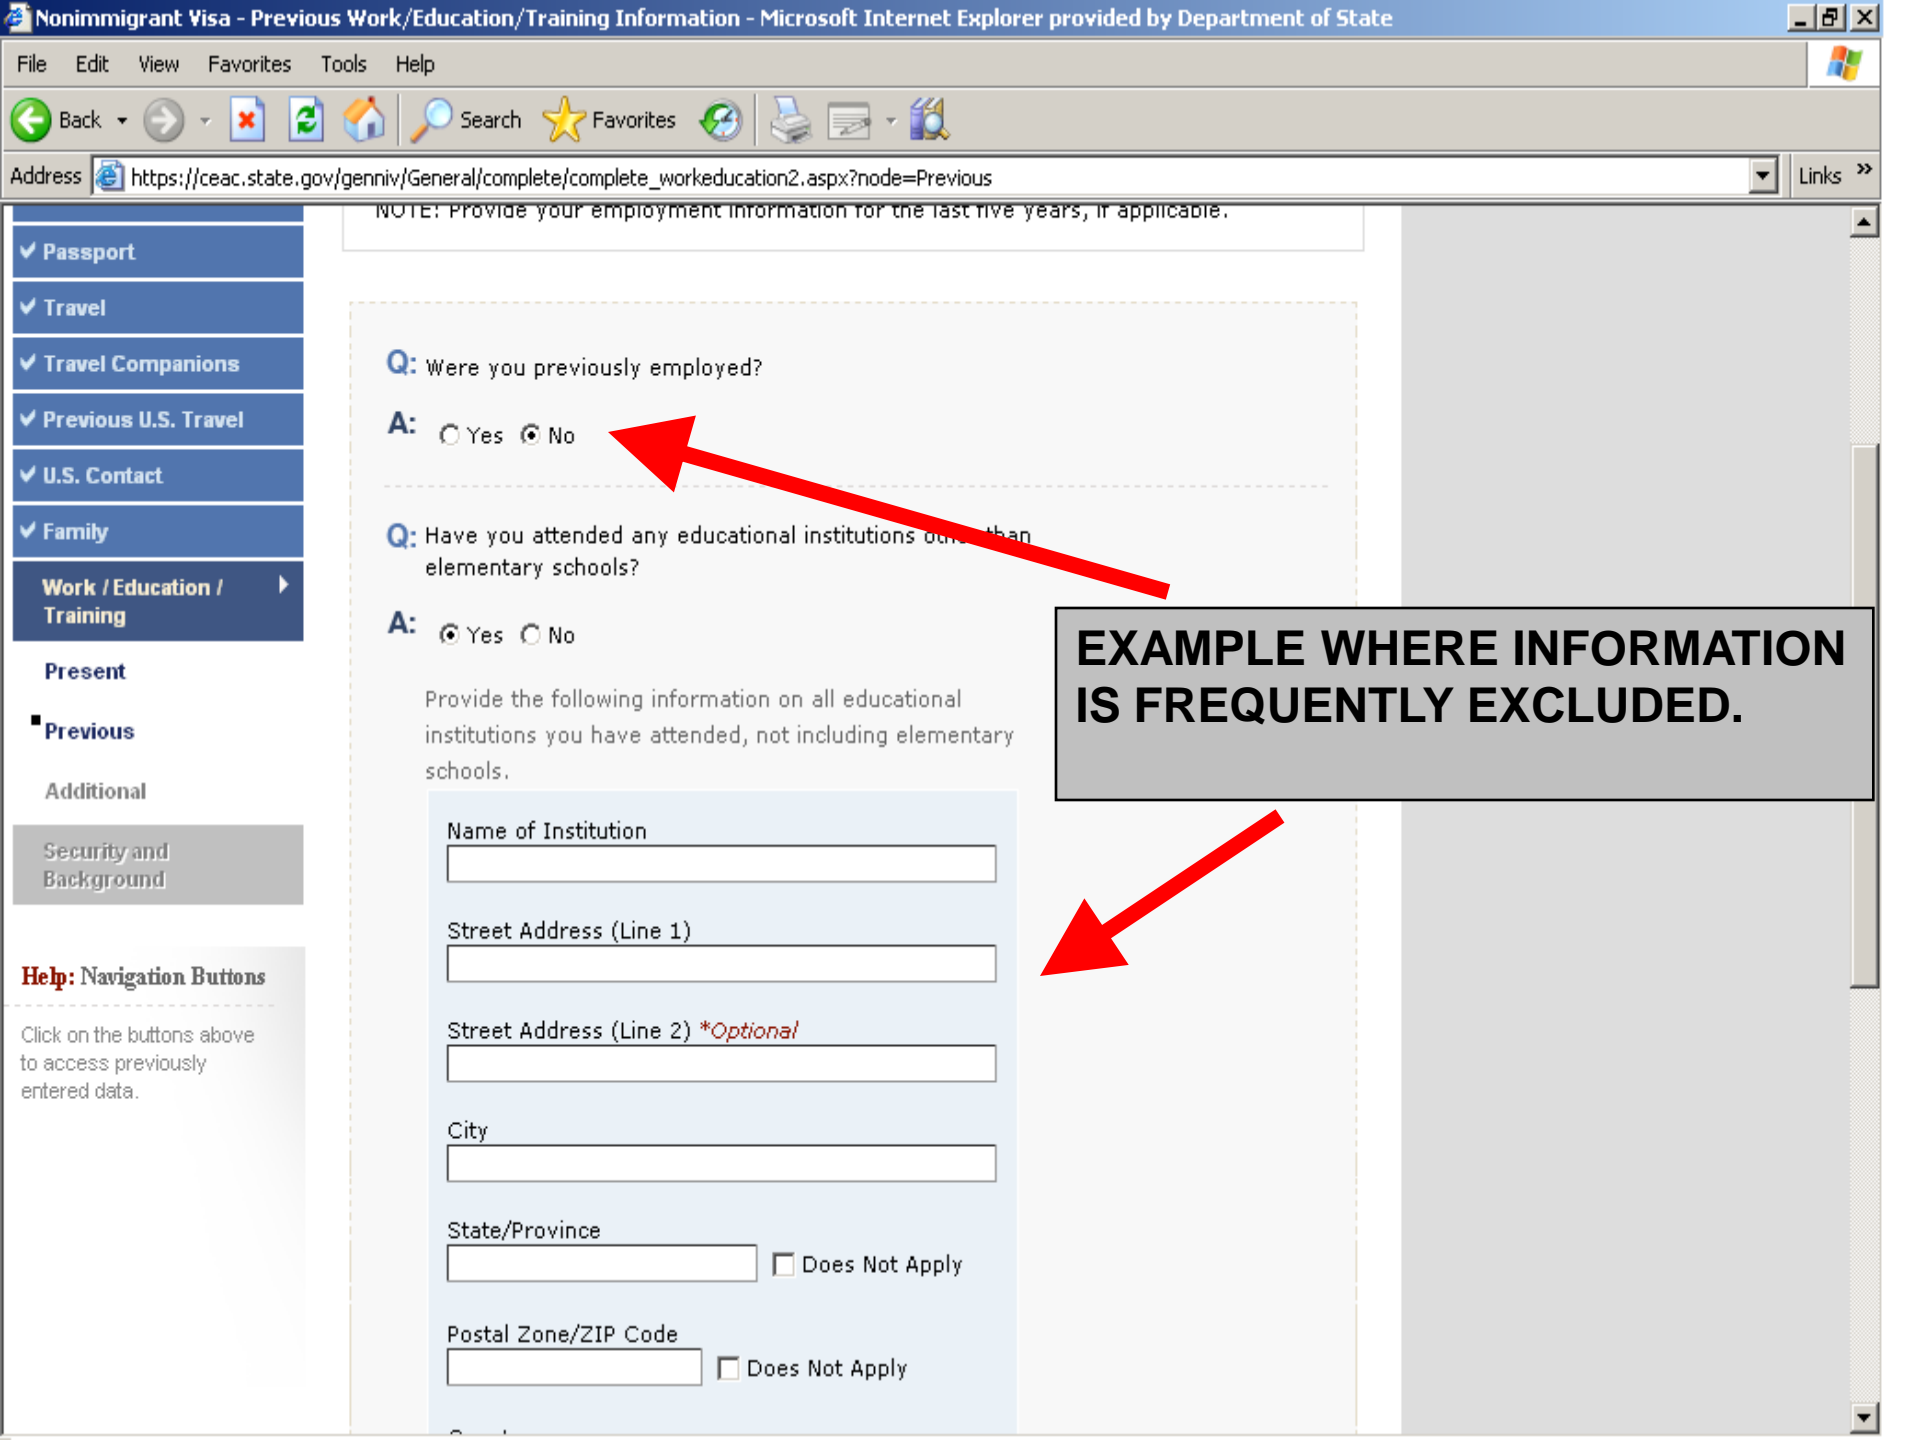 Nonimmigrant Visa - Previous Work/Education/Training Information - Microsoft Internet Explorer provided by Department of State
File Edit View Favorites Tools Help
Back Search Favorites
Address https://ceac.state.gov/genniv/General/complete/complete_workeducation2.aspx?node=Previous Links »
NOTE: Provide your employment information for the last five years, if applicable.
Passport
Travel
Travel Companions
Previous U.S. Travel
U.S. Contact
Family
Work / Education /
Training
Present
Previous
Additional
Security and
Background
Help: Navigation Buttons
Click on the buttons above
to access previously
entered data.
Q: Were you previously employed?
A: Yes No
Q: Have you attended any educational institutions other than
elementary schools?
A: Yes No
Provide the following information on all educational
institutions you have attended, not including elementary
schools.
Name of Institution
Street Address (Line 1)
Street Address (Line 2) *Optional
City
State/Province
Does Not Apply
Postal Zone/ZIP Code
Does Not Apply
EXAMPLE WHERE INFORMATION
IS FREQUENTLY EXCLUDED.